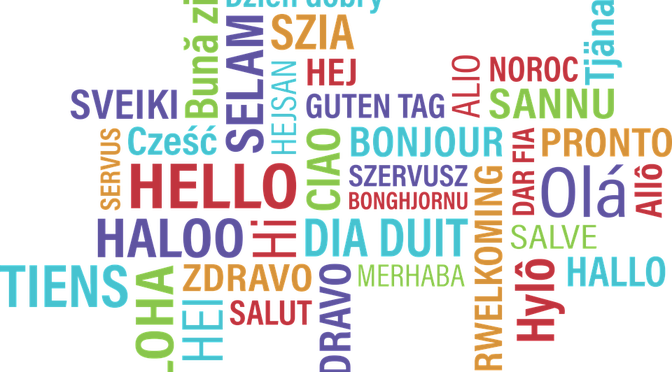 Dzień dobry
Bună zi
SELAM
SZIA
Tjäna
HEJSAN
HEJ
ALIO
NOROC
SVEIKI
GUTEN TAG
SANNU
SERVUS
Cześć
CIAO
BONJOUR
DAR FIA
PRONTO
HELLO
SZERVUSZ
Olá
Allô
BONGHJORNU
HALOO
Hi
DIA DUIT
RWELKOMING
SALVE
TIENS
LOHA
ZDRAVO
DRAVO
MERHABA
Hylô
HALLO
HEI
SALUT